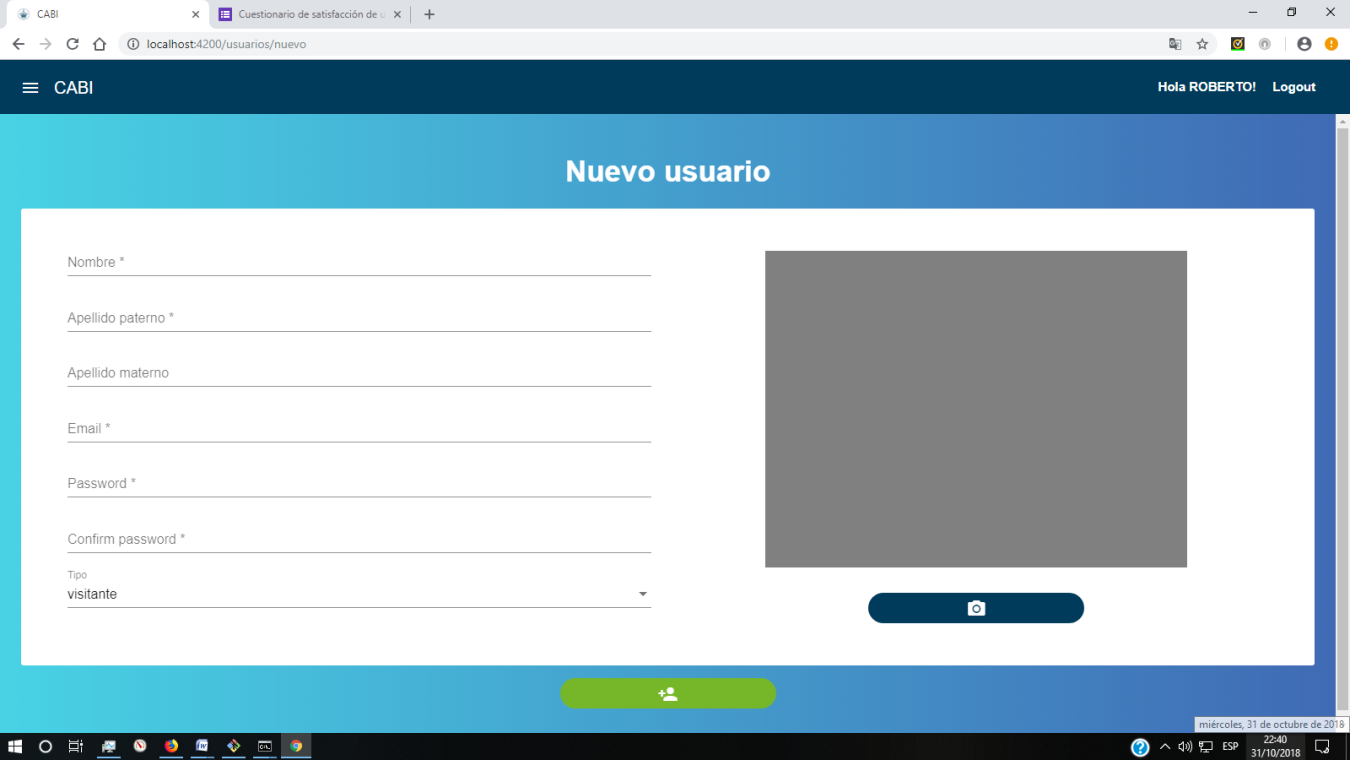 CABI
Cuestionario de satisfacción de u
localhost:4200/usuarios/nuevo
CABI
Hola ROBERTO! Logout
Nuevo usuario
Nombre *
Apellido paterno *
Apellido materno
Email *
Password *
Confirm password *
Tipo
visitante
miércoles, 31 de octubre de 2018
ESP
22:40
31/10/2018